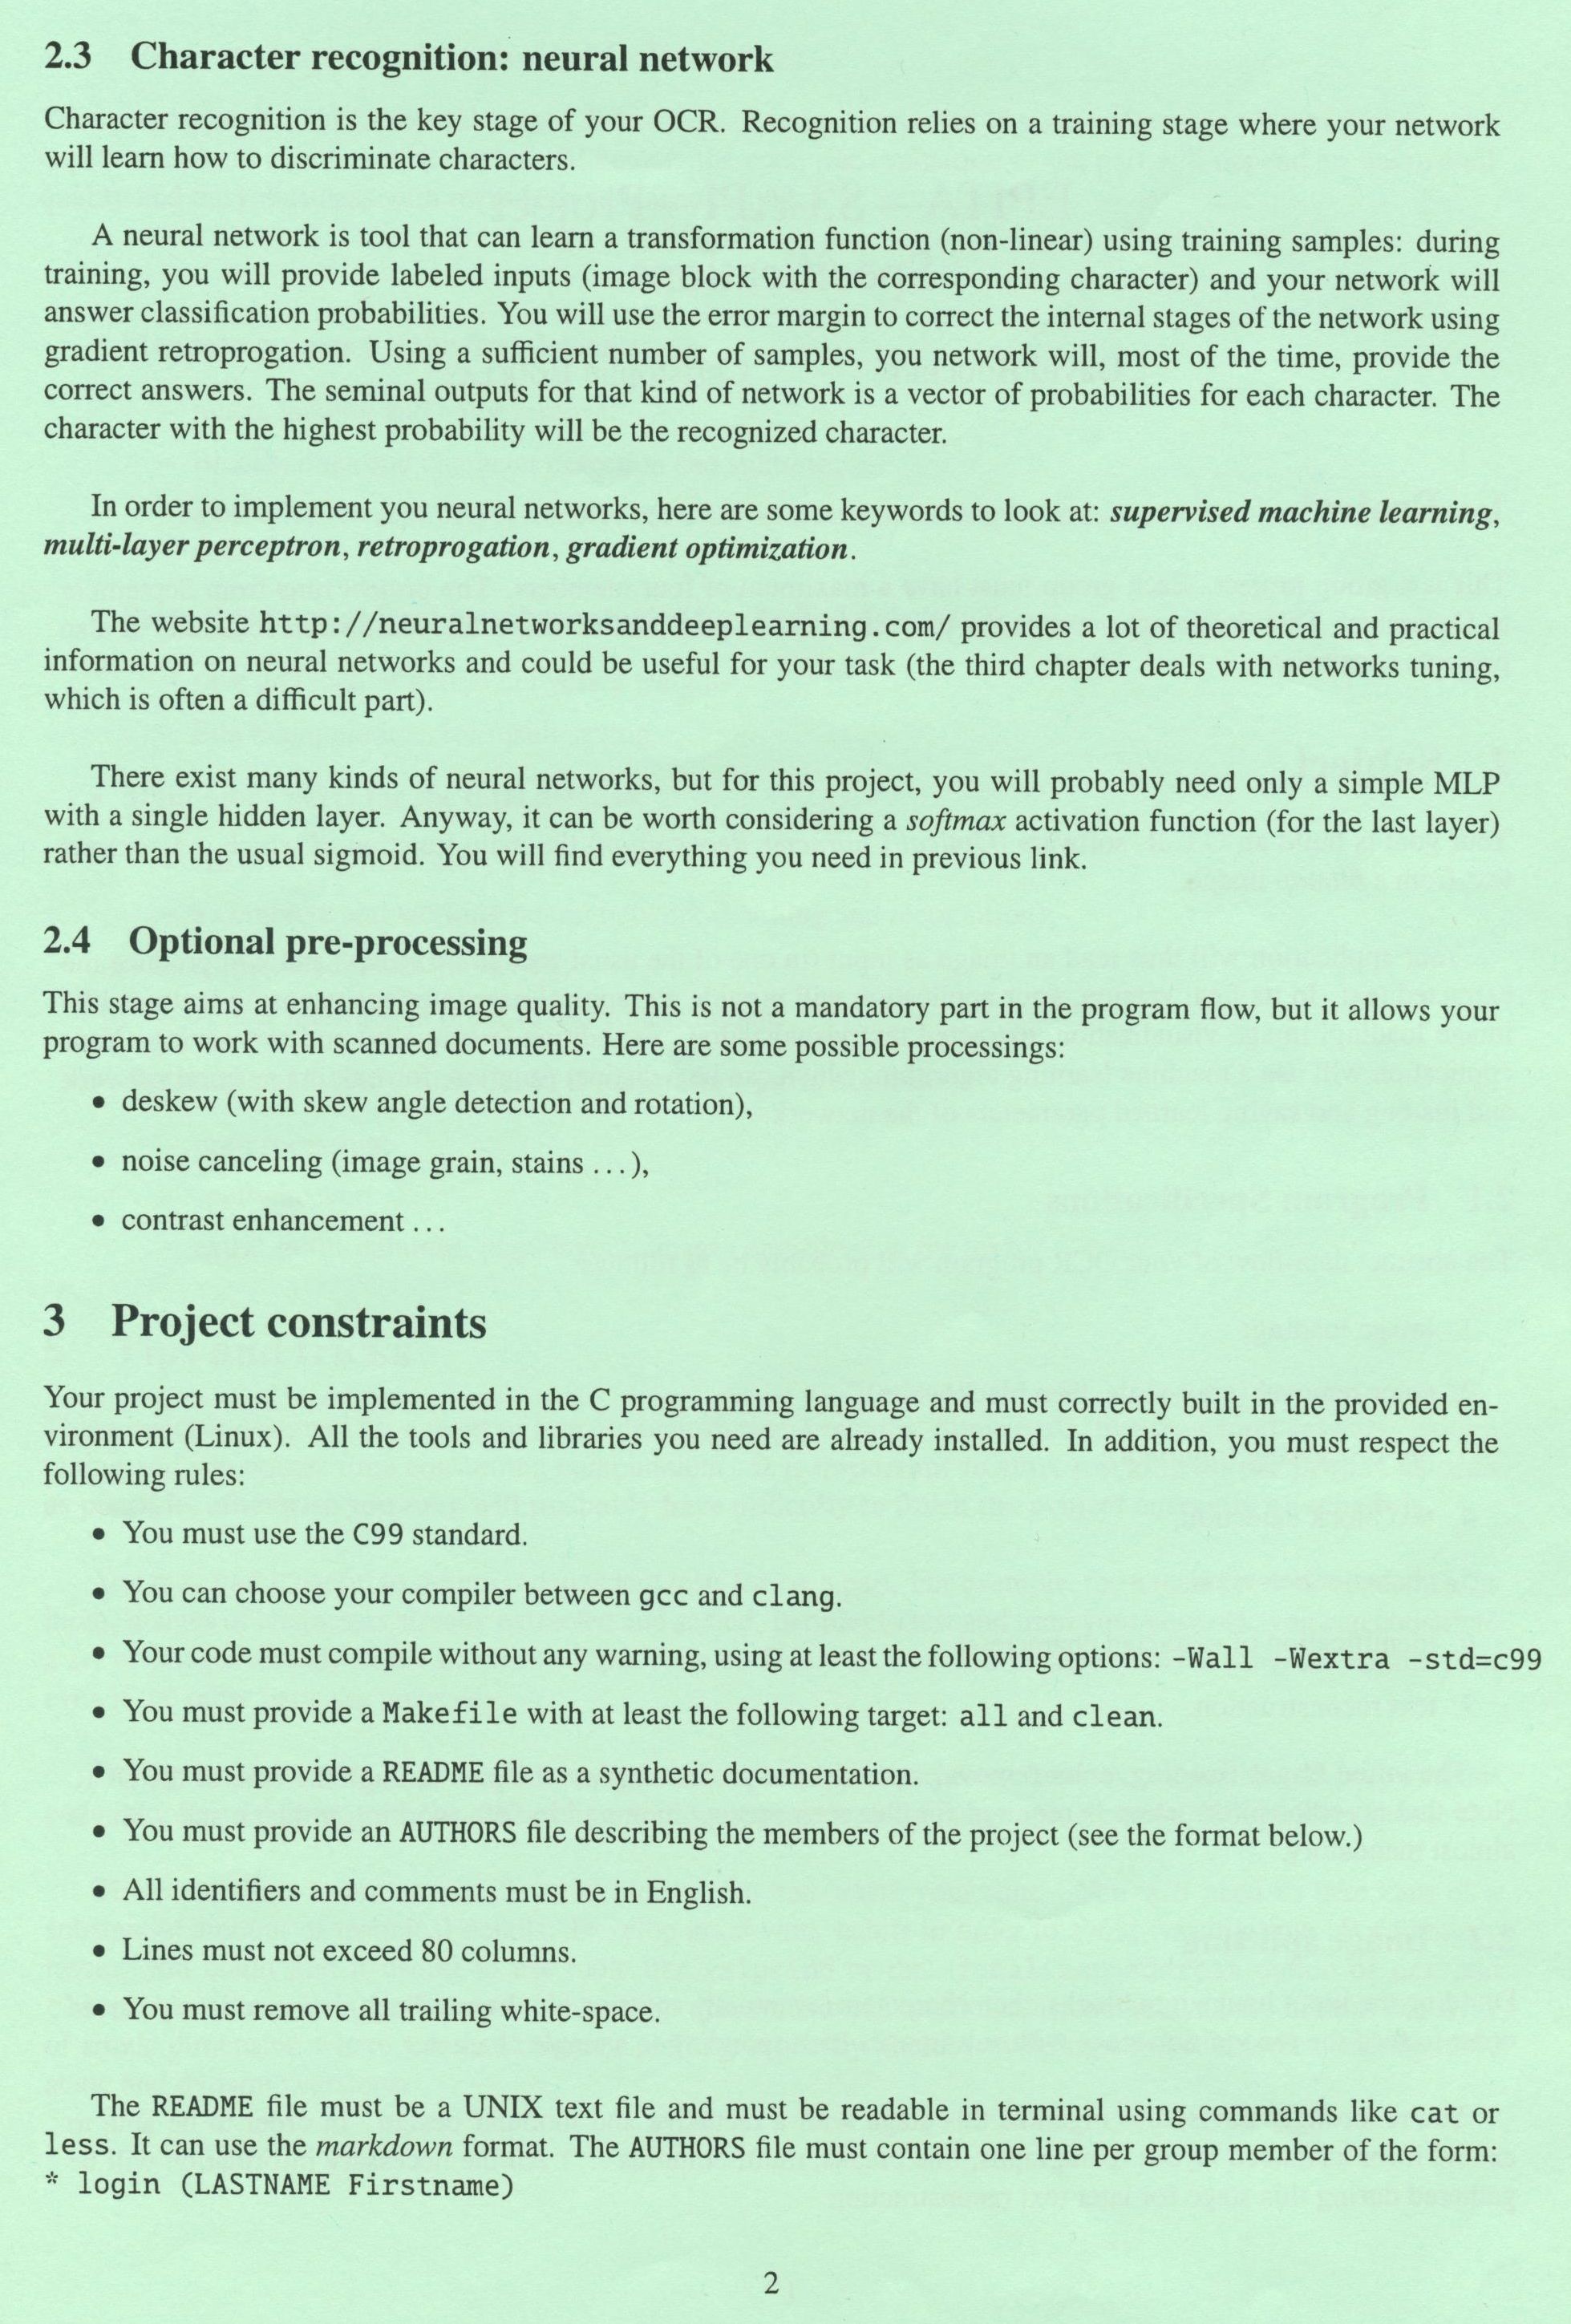 2.3 Character recognition: neural network
Character recognition is the key stage of your OCR. Recognition relies on a training stage where your network
will learn how to discriminate characters.
A neural network is tool that can learn a transformation function (non-linear) using training samples: during
training, you will provide labeled inputs (image block with the corresponding character) and your network will
answer classification probabilities. You will use the error margin to correct the internal stages of the network using
gradient retroprogation. Using a sufficient number of samples, you network will, most of the time, provide the
correct answers. The seminal outputs for that kind of network is a vector of probabilities for each character. The
character with the highest probability will be the recognized character.
In order to implement you neural networks, here are some keywords to look at: supervised machine learning,
multi-layer perceptron, retroprogation, gradient optimization.
The website http://neuralnetworksanddeeplearning.com/ provides a lot of theoretical and practical
information on neural networks and could be useful for your task (the third chapter deals with networks tuning,
which is often a difficult part).
There exist many kinds of neural networks, but for this project, you will probably need only a simple MLP
with a single hidden layer. Anyway, it can be worth considering a softmax activation function (for the last layer)
rather than the usual sigmoid. You will find everything you need in previous link.
2.4 Optional pre-processing
This stage aims at enhancing image quality. This is not a mandatory part in the program flow, but it allows your
program to work with scanned documents. Here are some possible processings:
• deskew (with skew angle detection and rotation),
• noise canceling (image grain, stains ...),
• contrast enhancement ...
3 Project constraints
Your project must be implemented in the C programming language and must correctly built in the provided en-
vironment (Linux). All the tools and libraries you need are already installed. In addition, you must respect the
following rules:
• You must use the C99 standard.
• You can choose your compiler between gcc and clang.
• Your code must compile without any warning, using at least the following options: -Wall -Wextra -std=c99
• You must provide a Makefile with at least the following target: all and clean.
• You must provide a README file as a synthetic documentation.
• You must provide an AUTHORS file describing the members of the project (see the format below.)
• All identifiers and comments must be in English.
• Lines must not exceed 80 columns.
• You must remove all trailing white-space.
The README file must be a UNIX text file and must be readable in terminal using commands like cat or
less. It can use the markdown format. The AUTHORS file must contain one line per group member of the form:
* login (LASTNAME Firstname)
2